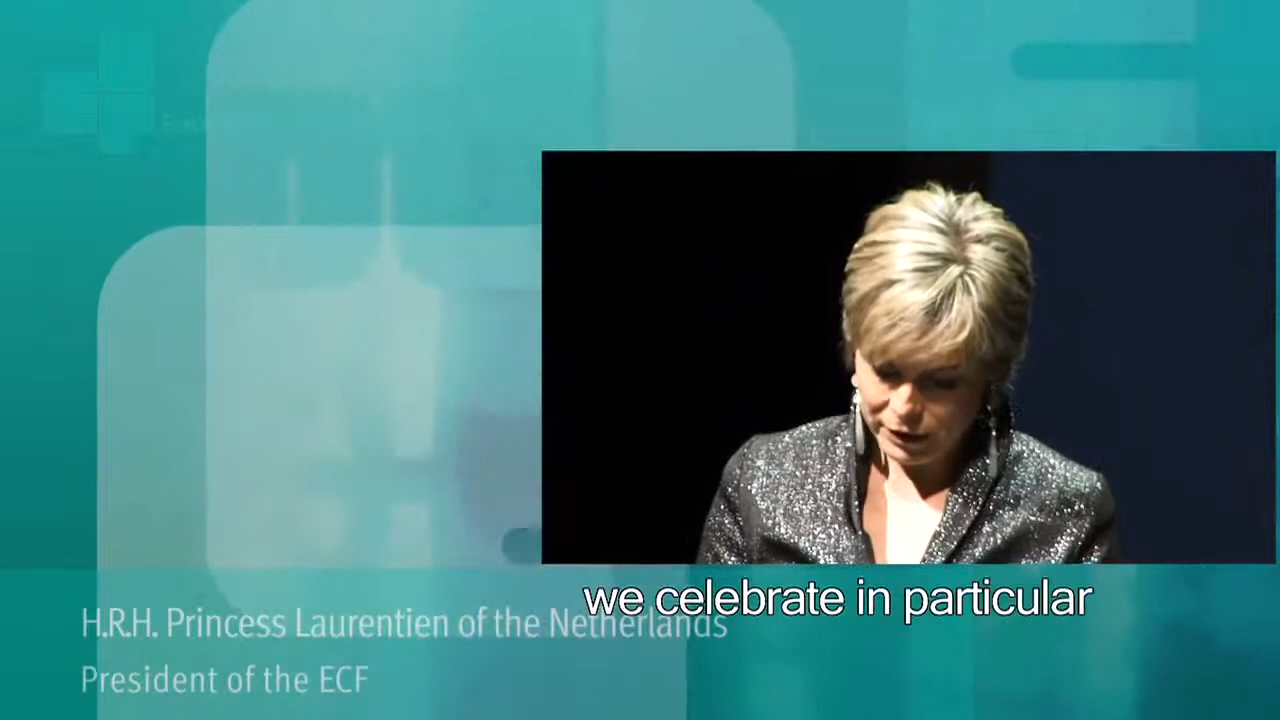 we celebrate in particular
H.R.H. Princess Laurentien of the Netherlands
President of the ECF